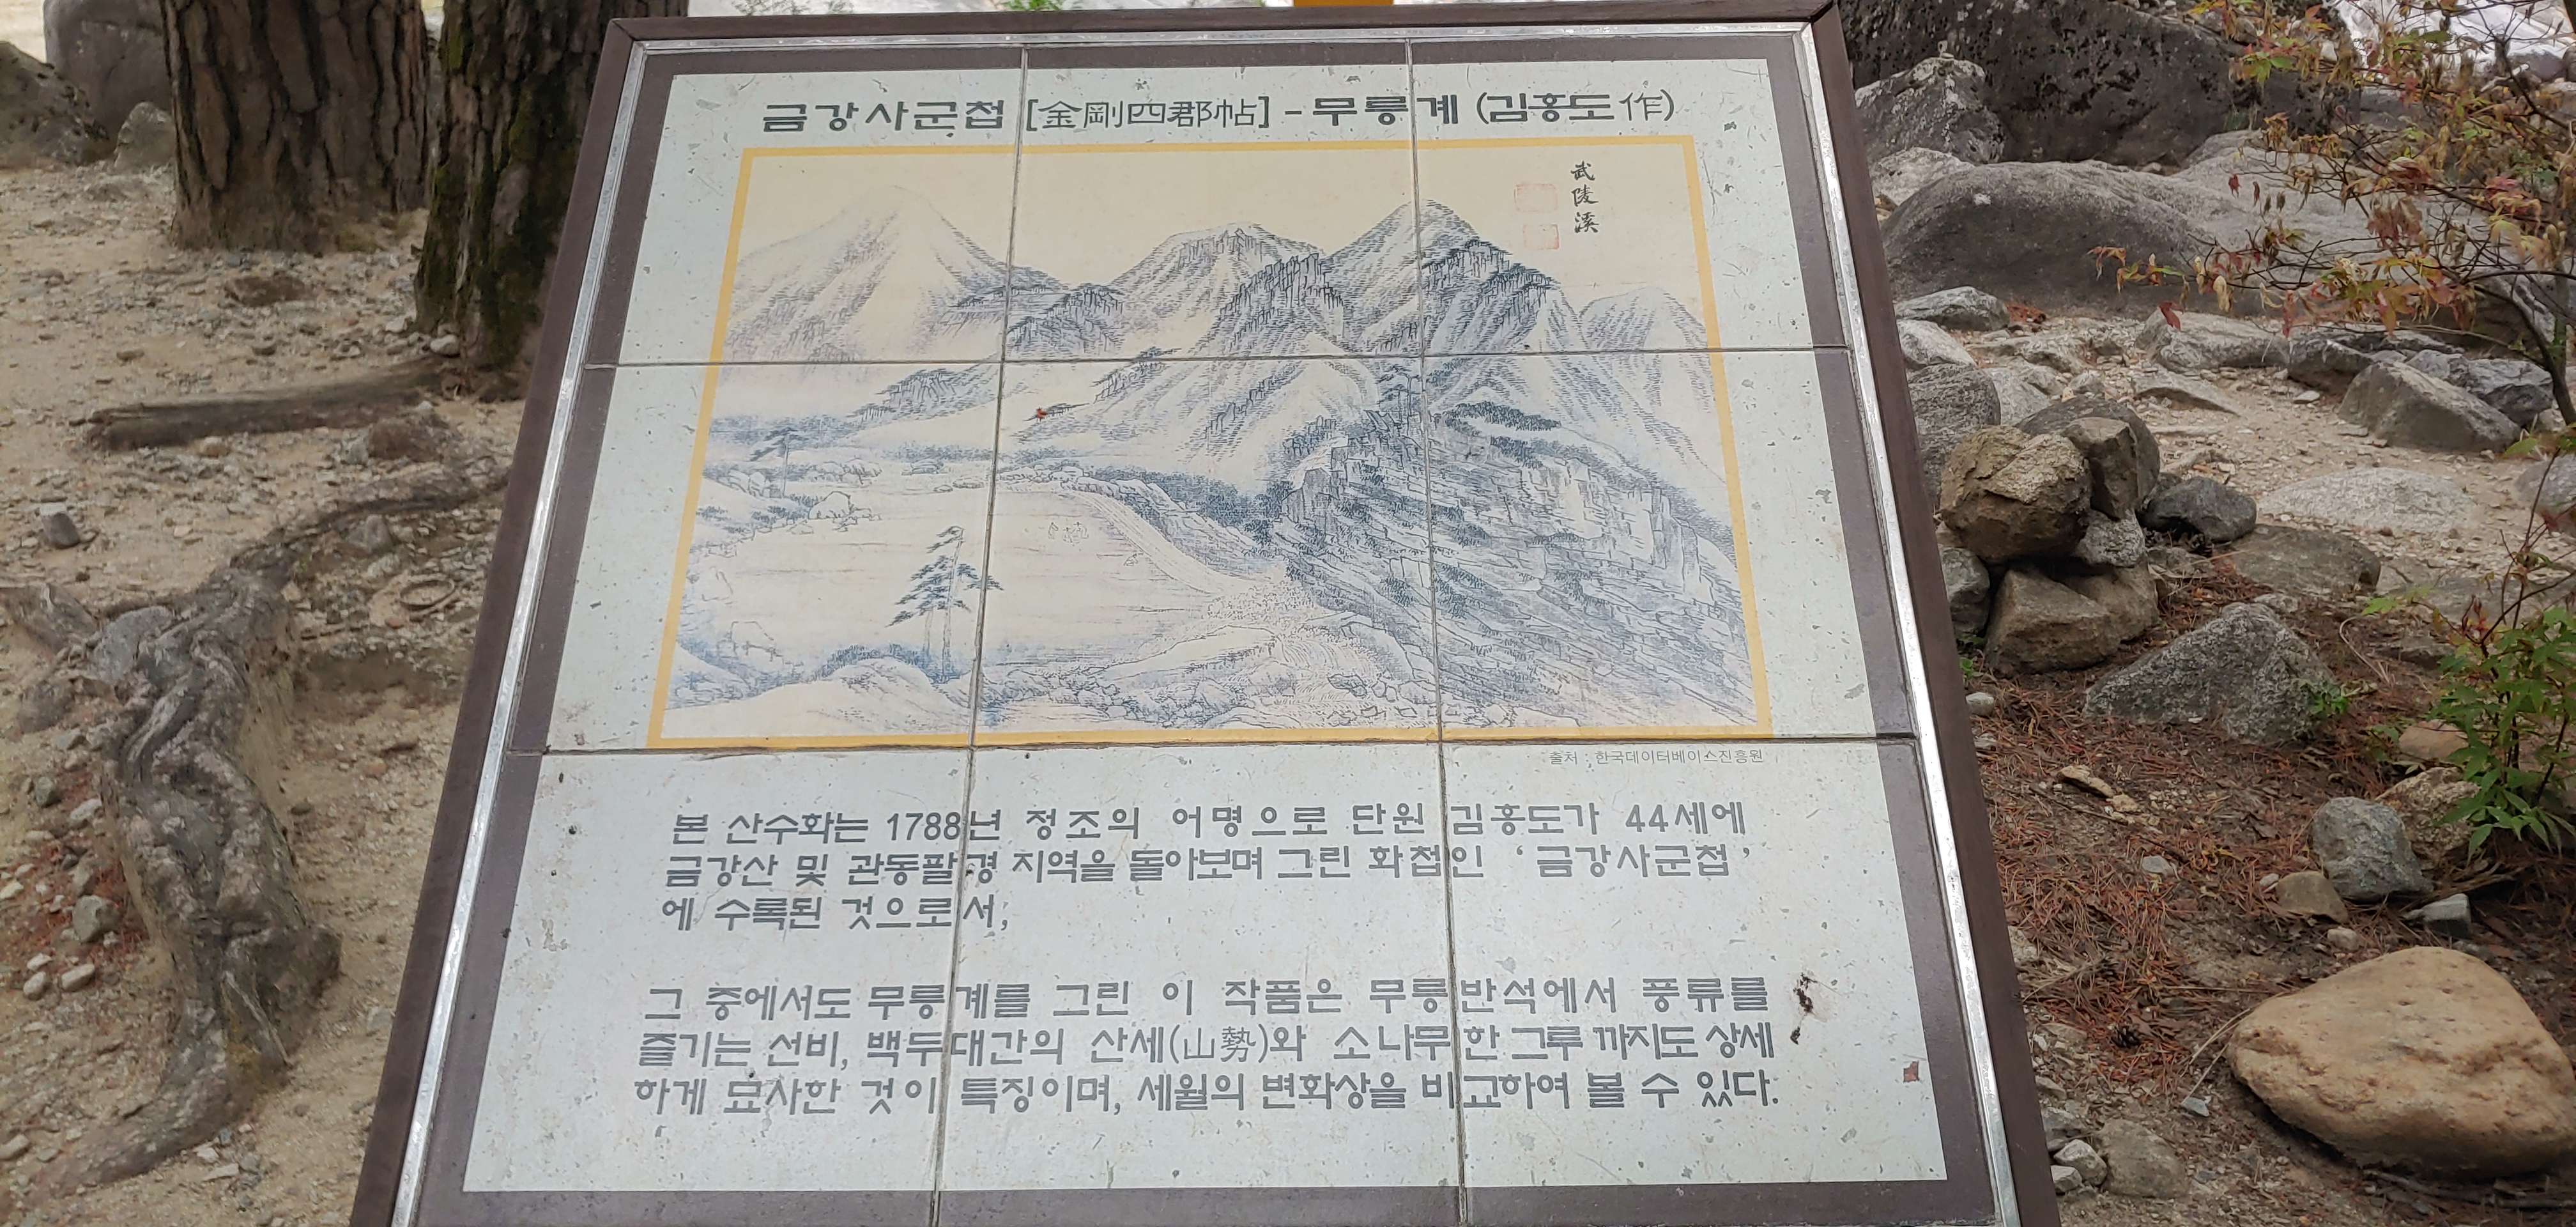 금강사군첩 [金剛四郡帖] - 무릉계 (김홍도 作)
武陵溪
출처 : 한국데이터베이스진흥원
본 산수화는 1788년 정조의 어명으로 단원 김홍도가 44세에
금강산 및 관동팔경 지역을 돌아보며 그린 화첩인 ‘금강사군첩’
에 수록된 것으로서,
그 중에서도 무릉계를 그린 이 작품은 무릉반석에서 풍류를
즐기는 선비, 백두대간의 산세(山勢)와 소나무 한 그루 까지도 상세
하게 묘사한 것이 특징이며, 세월의 변화상을 비교하여 볼 수 있다.